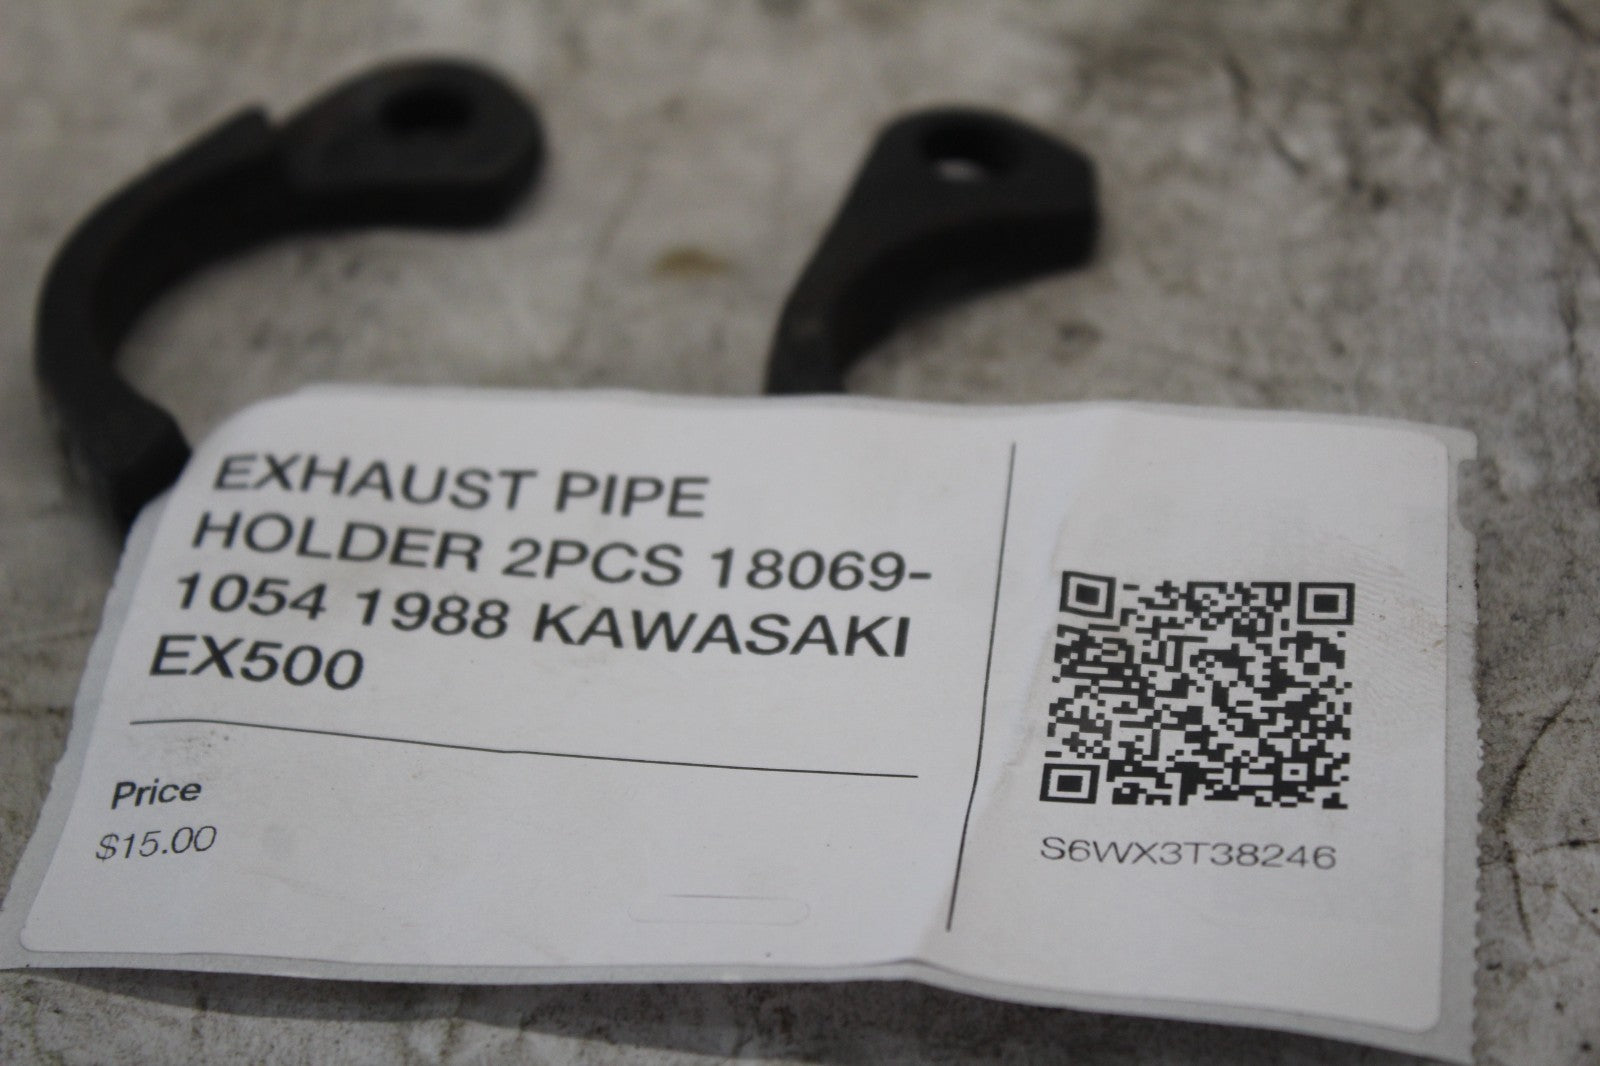 EXHAUST PIPE
HOLDER 2PCS 18069-
1054 1988 KAWASAKI
EX500
Price
$15.00
S6WX3T38246